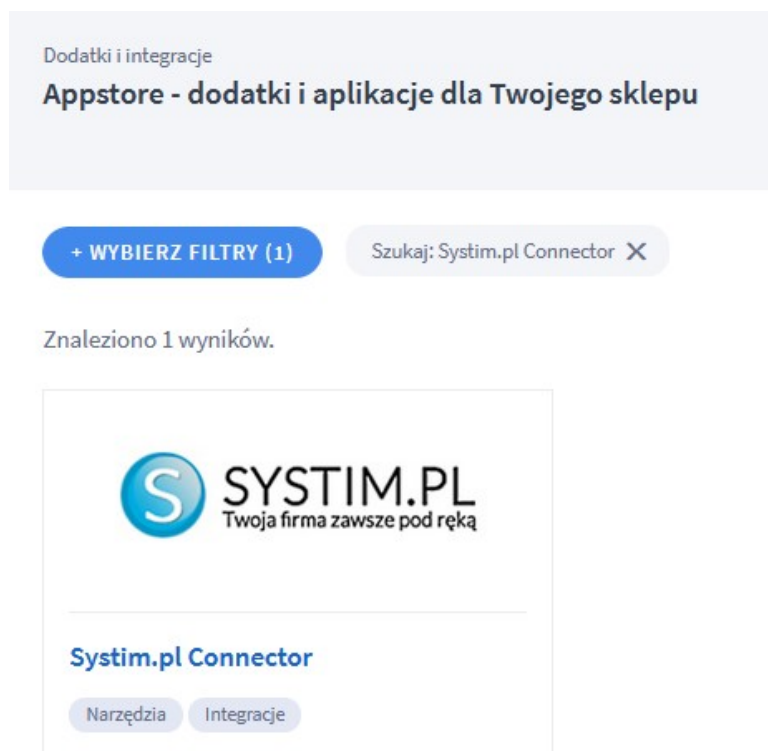 Dodatki i integracje
Appstore - dodatki i aplikacje dla Twojego sklepu
+ WYBIERZ FILTRY (1)
Szukaj: Systim.pl Connector ✕
Znaleziono 1 wyników.
S
SYSTIM.PL
Twoja firma zawsze pod ręką
Systim.pl Connector
Narzędzia
Integracje